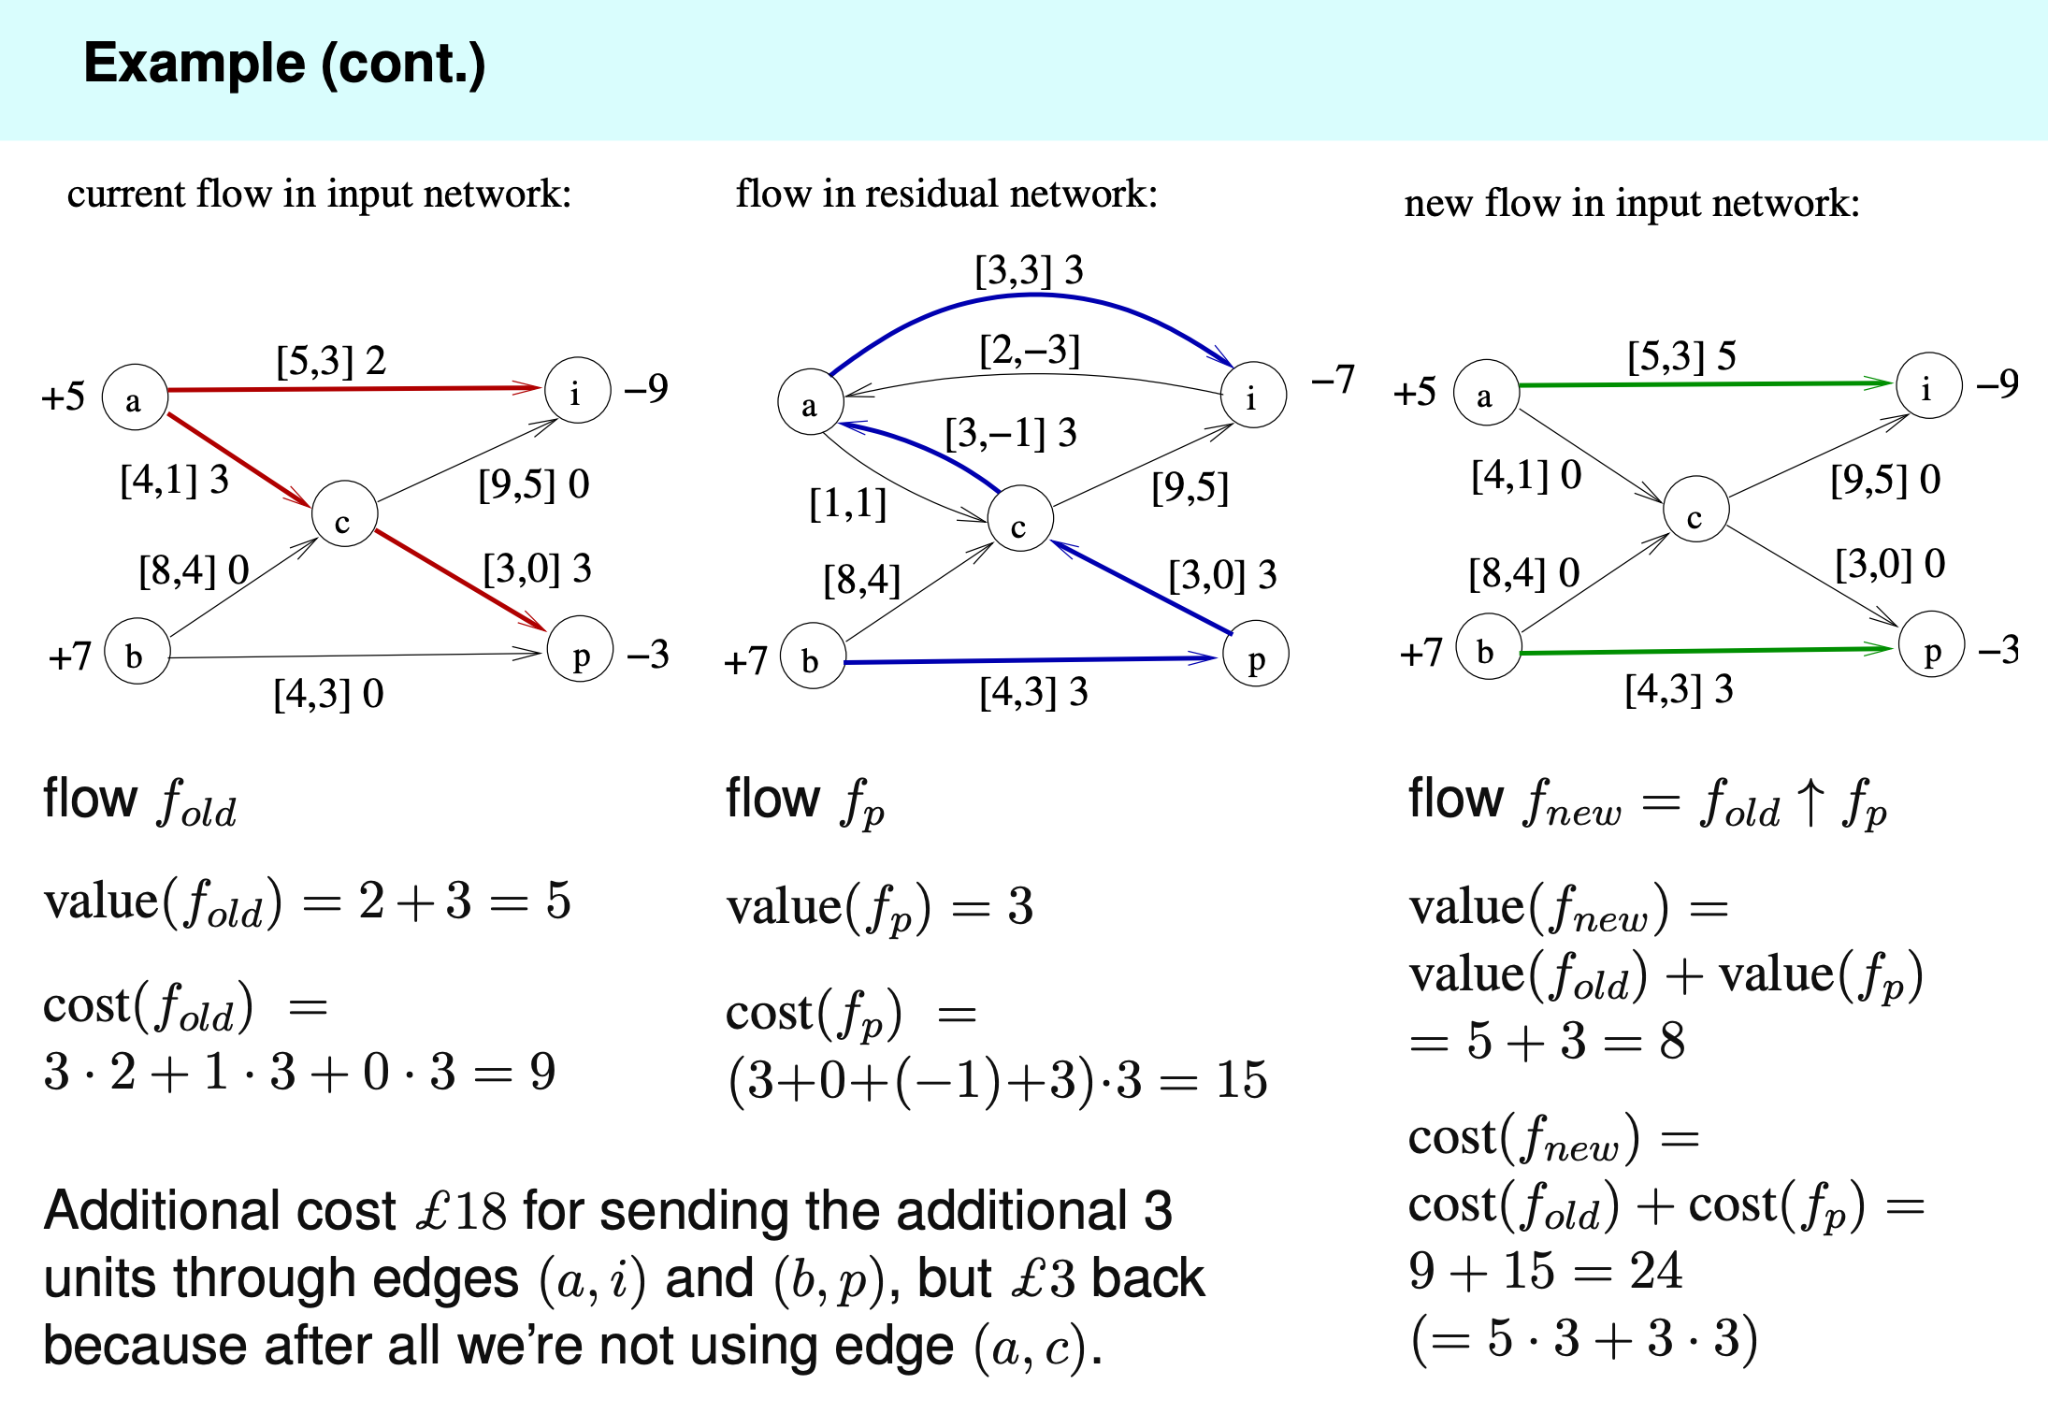 Example (cont.)
current flow in input network:
+5
a
[5,3] 2
i
−9
[4,1] 3
c
[9,5] 0
[8,4] 0
[3,0] 3
+7
b
p
−3
[4,3] 0
flow f_old
value(f_old) = 2 + 3 = 5
cost(f_old) =
3 · 2 + 1 · 3 + 0 · 3 = 9
flow in residual network:
[3,3] 3
[2,−3]
a
i
−7
[3,−1] 3
[1,1]
c
[9,5]
[8,4]
[3,0] 3
+7
b
p
[4,3] 3
flow f_p
value(f_p) = 3
cost(f_p) =
(3+0+(−1)+3)·3 = 15
Additional cost £18 for sending the additional 3
units through edges (a, i) and (b, p), but £3 back
because after all we're not using edge (a, c).
new flow in input network:
+5
a
[5,3] 5
i
−9
[4,1] 0
c
[9,5] 0
[8,4] 0
[3,0] 0
+7
b
p
−3
[4,3] 3
flow f_new = f_old ↑ f_p
value(f_new) =
value(f_old) + value(f_p)
= 5 + 3 = 8
cost(f_new) =
cost(f_old) + cost(f_p) =
9 + 15 = 24
(= 5 · 3 + 3 · 3)